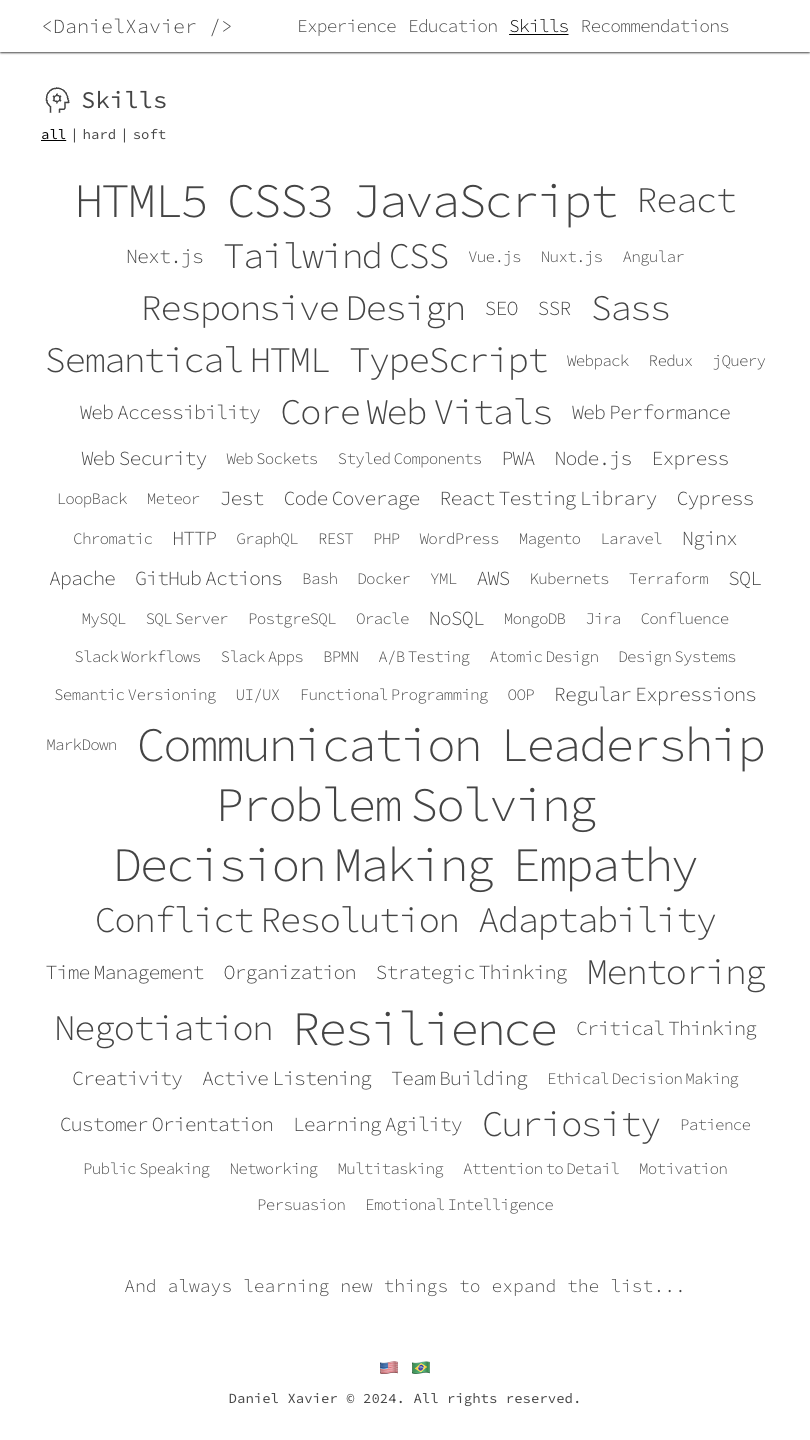 <DanielXavier /> Experience Education Skills Recommendations
Skills
all | hard | soft
HTML5 CSS3 JavaScript React
Next.js Tailwind CSS Vue.js Nuxt.js Angular
Responsive Design SEO SSR Sass
Semantical HTML TypeScript Webpack Redux jQuery
Web Accessibility Core Web Vitals Web Performance
Web Security Web Sockets Styled Components PWA Node.js Express
LoopBack Meteor Jest Code Coverage React Testing Library Cypress
Chromatic HTTP GraphQL REST PHP WordPress Magento Laravel Nginx
Apache GitHub Actions Bash Docker YML AWS Kubernets Terraform SQL
MySQL SQL Server PostgreSQL Oracle NoSQL MongoDB Jira Confluence
Slack Workflows Slack Apps BPMN A/B Testing Atomic Design Design Systems
Semantic Versioning UI/UX Functional Programming OOP Regular Expressions
MarkDown Communication Leadership
Problem Solving
Decision Making Empathy
Conflict Resolution Adaptability
Time Management Organization Strategic Thinking Mentoring
Negotiation Resilience Critical Thinking
Creativity Active Listening Team Building Ethical Decision Making
Customer Orientation Learning Agility Curiosity Patience
Public Speaking Networking Multitasking Attention to Detail Motivation
Persuasion Emotional Intelligence
And always learning new things to expand the list...
Daniel Xavier © 2024. All rights reserved.